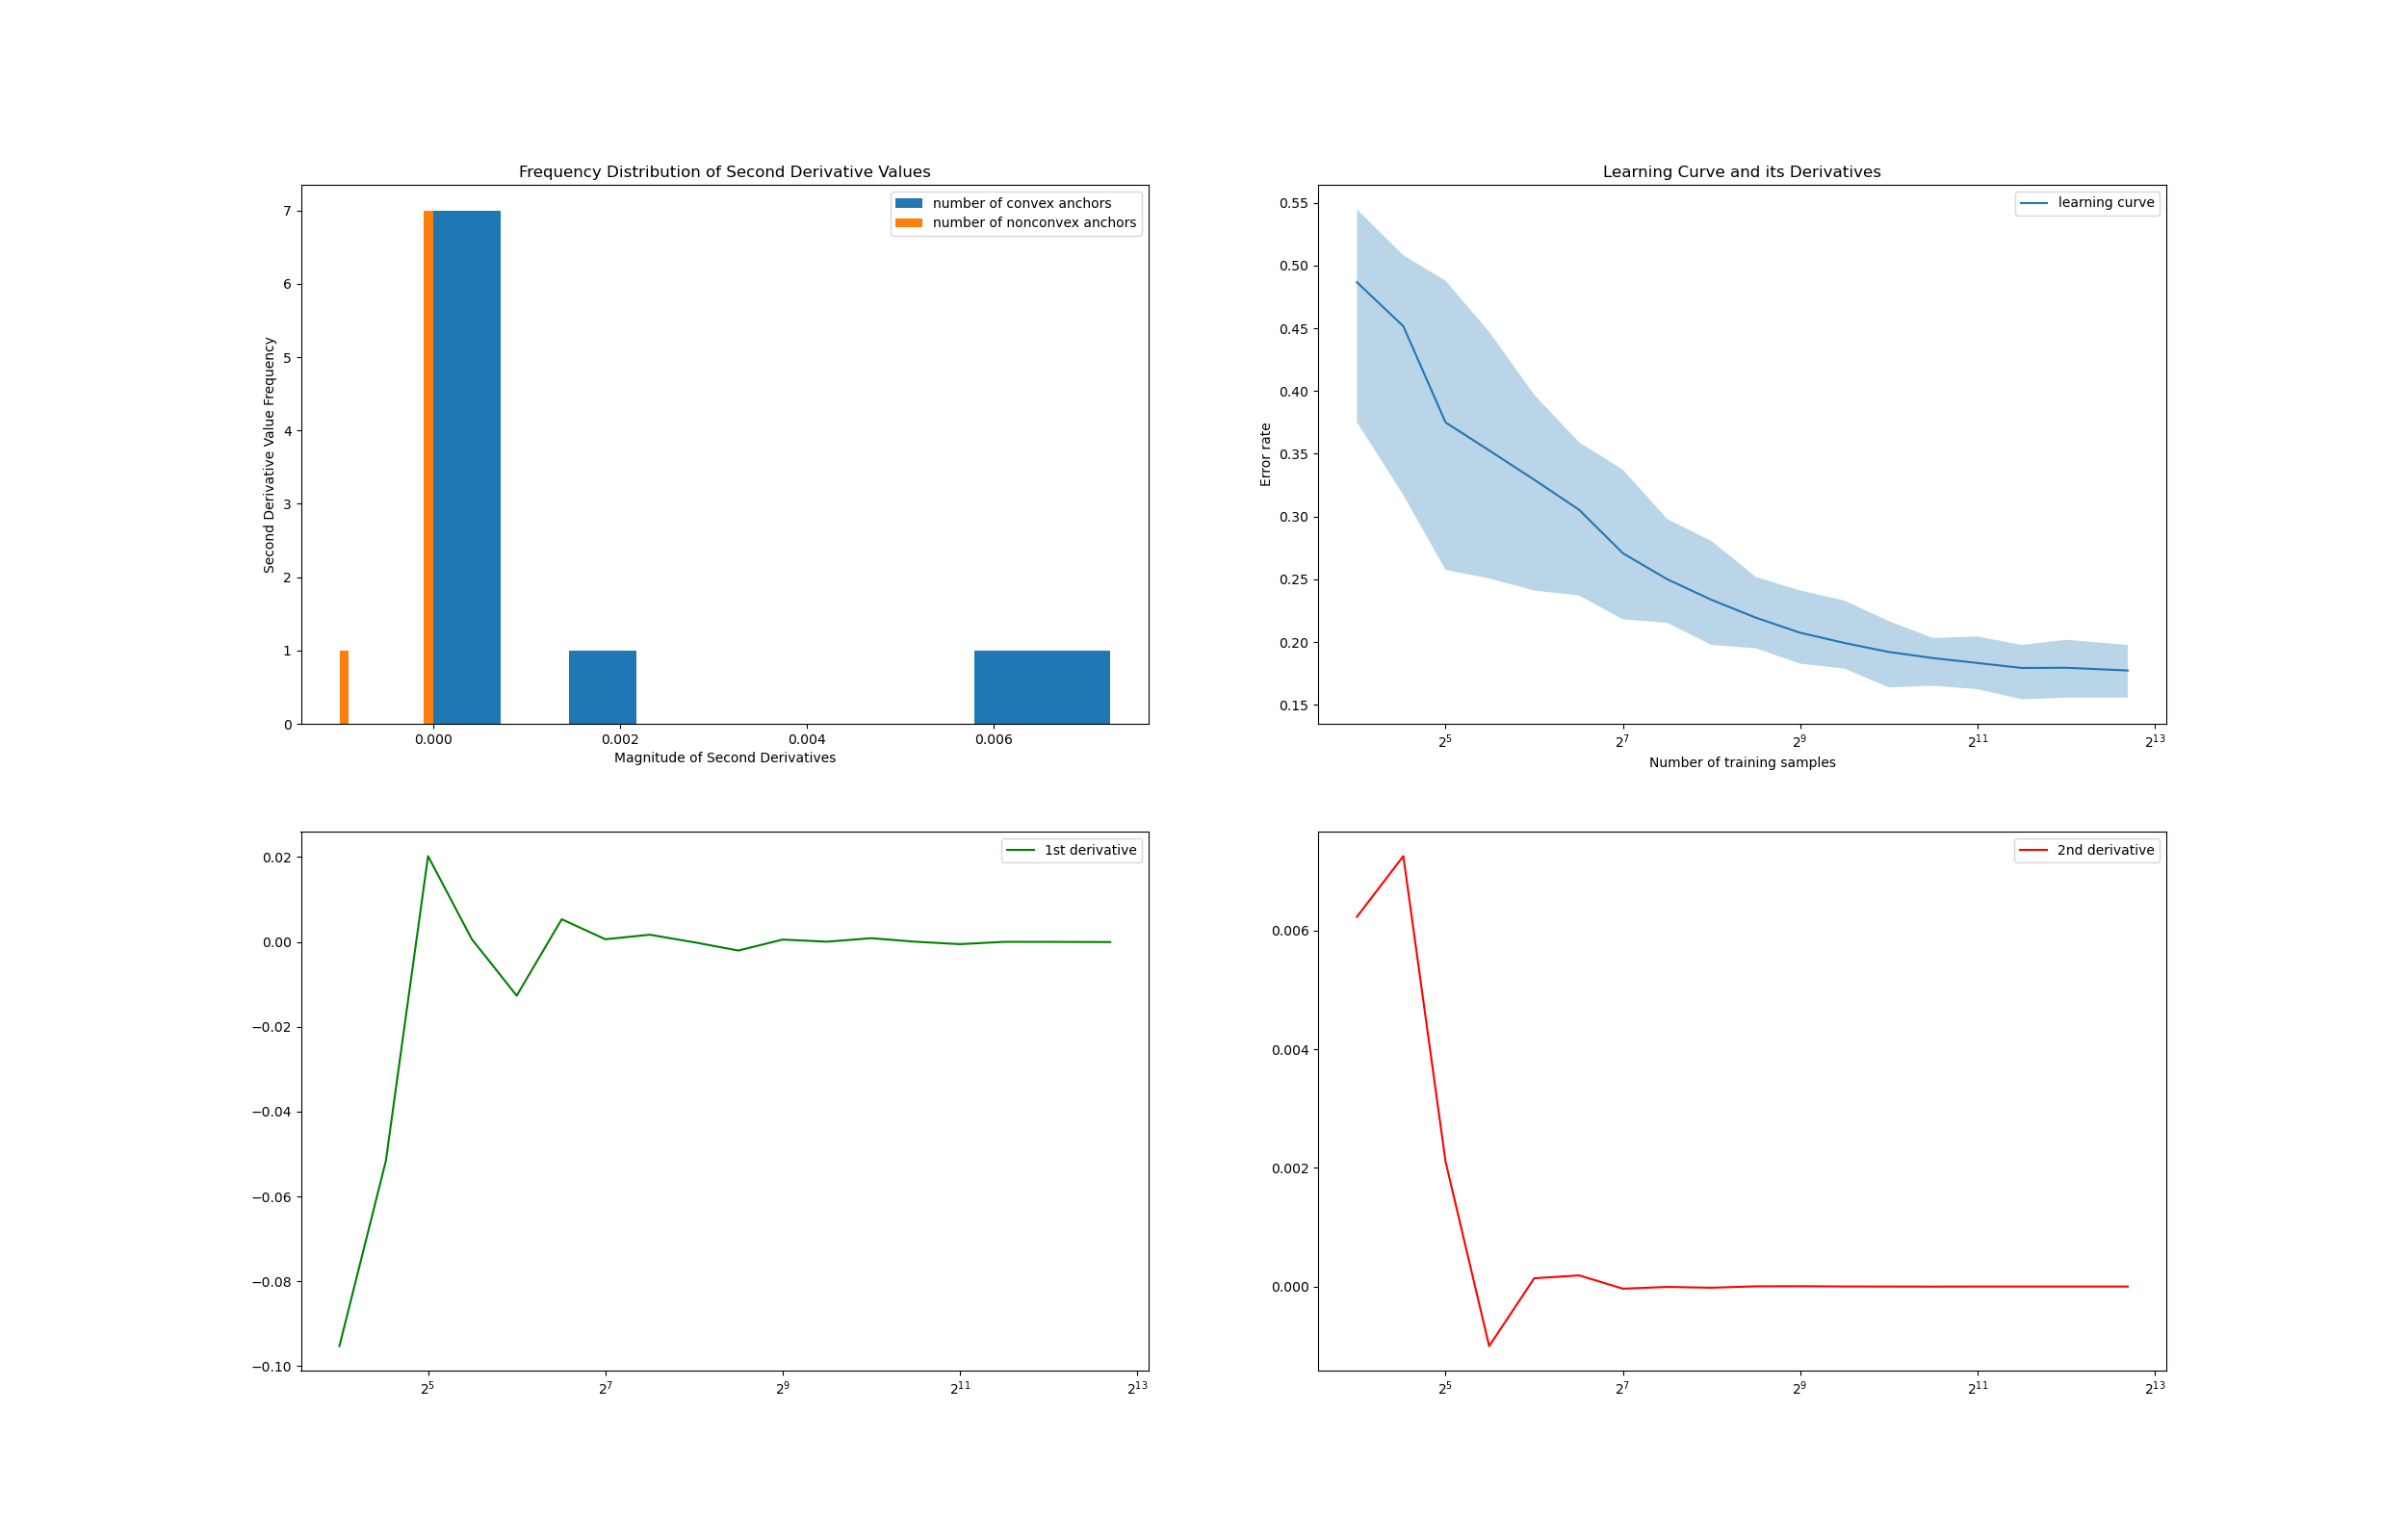 Frequency Distribution of Second Derivative Values
number of convex anchors
number of nonconvex anchors
7
6
5
4
3
2
1
0
Second Derivative Value Frequency
0.000 0.002 0.004 0.006
Magnitude of Second Derivatives
Learning Curve and its Derivatives
learning curve
0.55
0.50
0.45
0.40
0.35
0.30
0.25
0.20
0.15
Error rate
2^5 2^7 2^9 2^11 2^13
Number of training samples
1st derivative
0.02
0.00
−0.02
−0.04
−0.06
−0.08
−0.10
2^5 2^7 2^9 2^11 2^13
2nd derivative
0.006
0.004
0.002
0.000
2^5 2^7 2^9 2^11 2^13